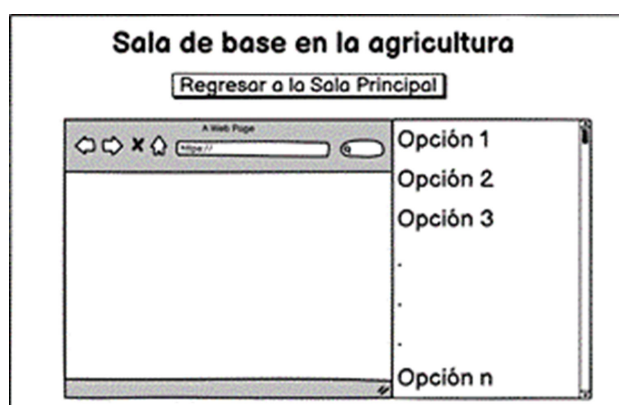 Sala de base en la agricultura
Regresar a la Sala Principal
A Web Page
https://
Opción 1
Opción 2
Opción 3
.
.
.
Opción n